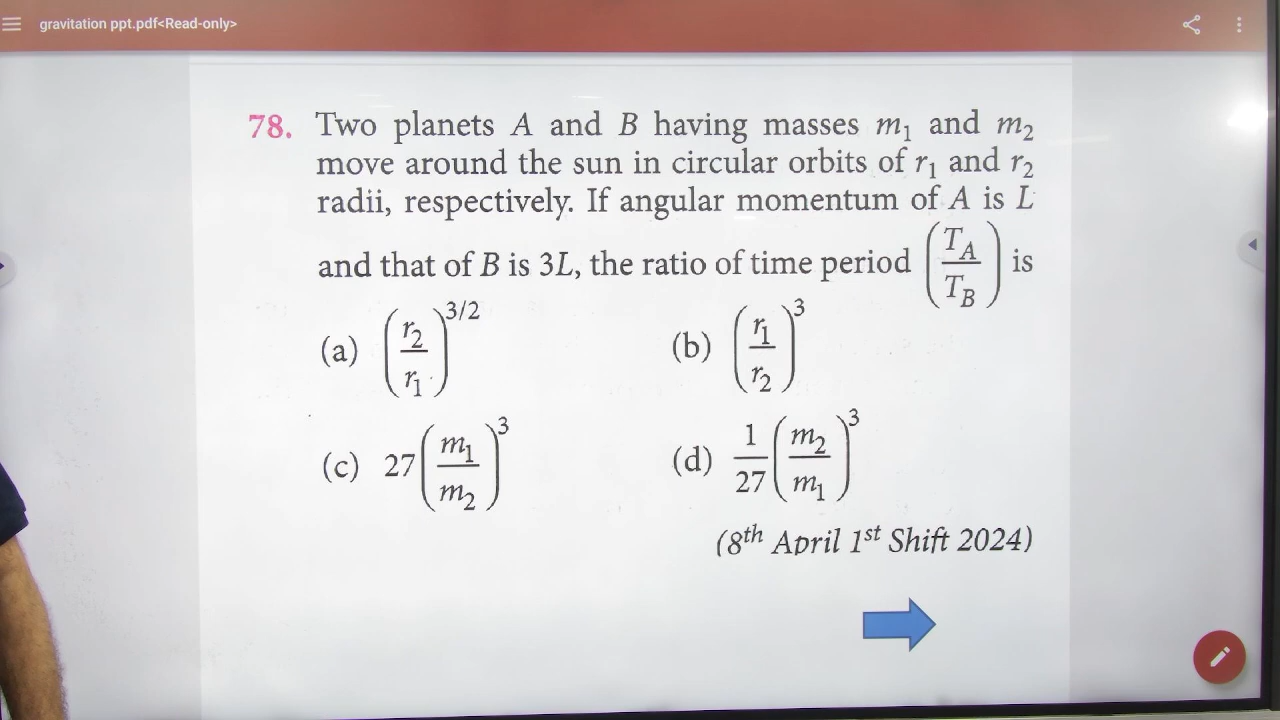 gravitation ppt.pdf<Read-only>
78. Two planets A and B having masses m₁ and m₂
move around the sun in circular orbits of r₁ and r₂
radii, respectively. If angular momentum of A is L
and that of B is 3L, the ratio of time period (T_A/T_B) is
(a) (r₂/r₁)^3/2 (b) (r₁/r₂)^3
(c) 27(m₁/m₂)^3 (d) 1/27(m₂/m₁)^3
(8th April 1st Shift 2024)